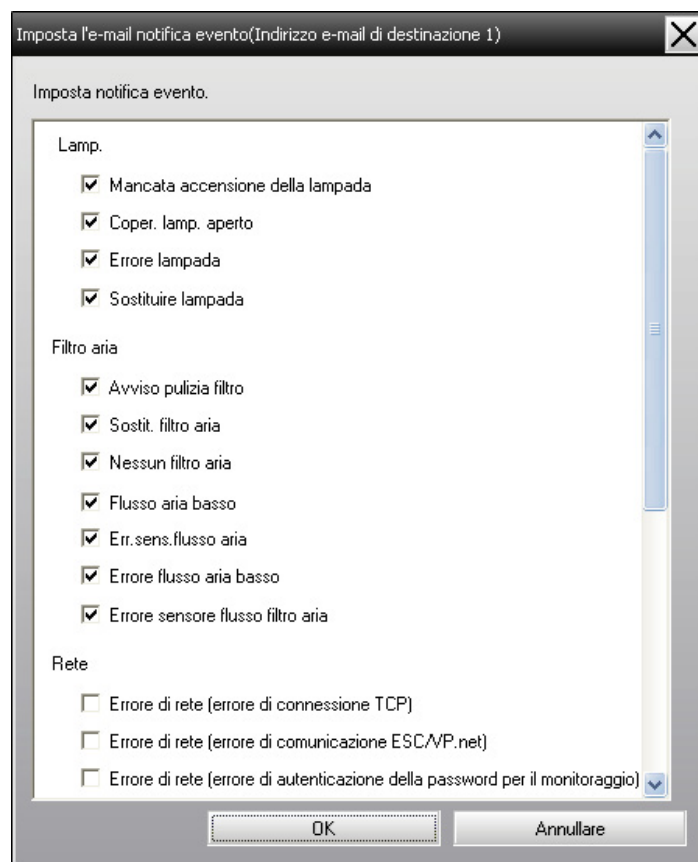 Imposta l'e-mail notifica evento(Indirizzo e-mail di destinazione 1)
Imposta notifica evento.
Lamp.
Mancata accensione della lampada
Coper. lamp. aperto
Errore lampada
Sostituire lampada
Filtro aria
Avviso pulizia filtro
Sostit. filtro aria
Nessun filtro aria
Flusso aria basso
Err.sens.flusso aria
Errore flusso aria basso
Errore sensore flusso filtro aria
Rete
Errore di rete (errore di connessione TCP)
Errore di rete (errore di comunicazione ESC/VP.net)
Errore di rete (errore di autenticazione della password per il monitoraggio)
OK
Annullare